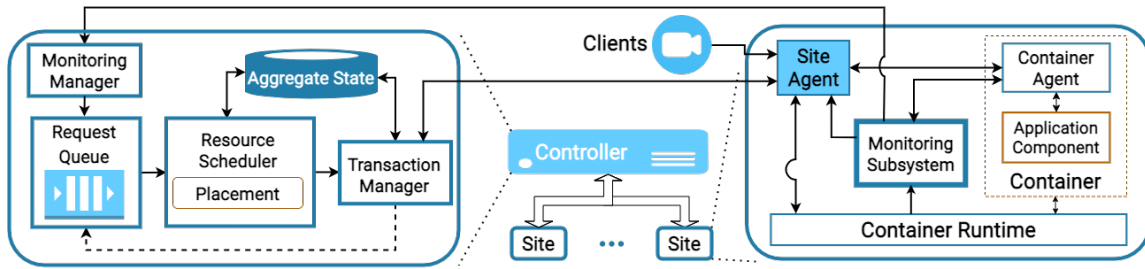 Monitoring
Manager
Aggregate State
Request
Queue
Resource
Scheduler
Placement
Transaction
Manager
Clients
Controller
Site
•••
Site
Site
Agent
Container
Agent
Monitoring
Subsystem
Application
Component
Container
Container Runtime